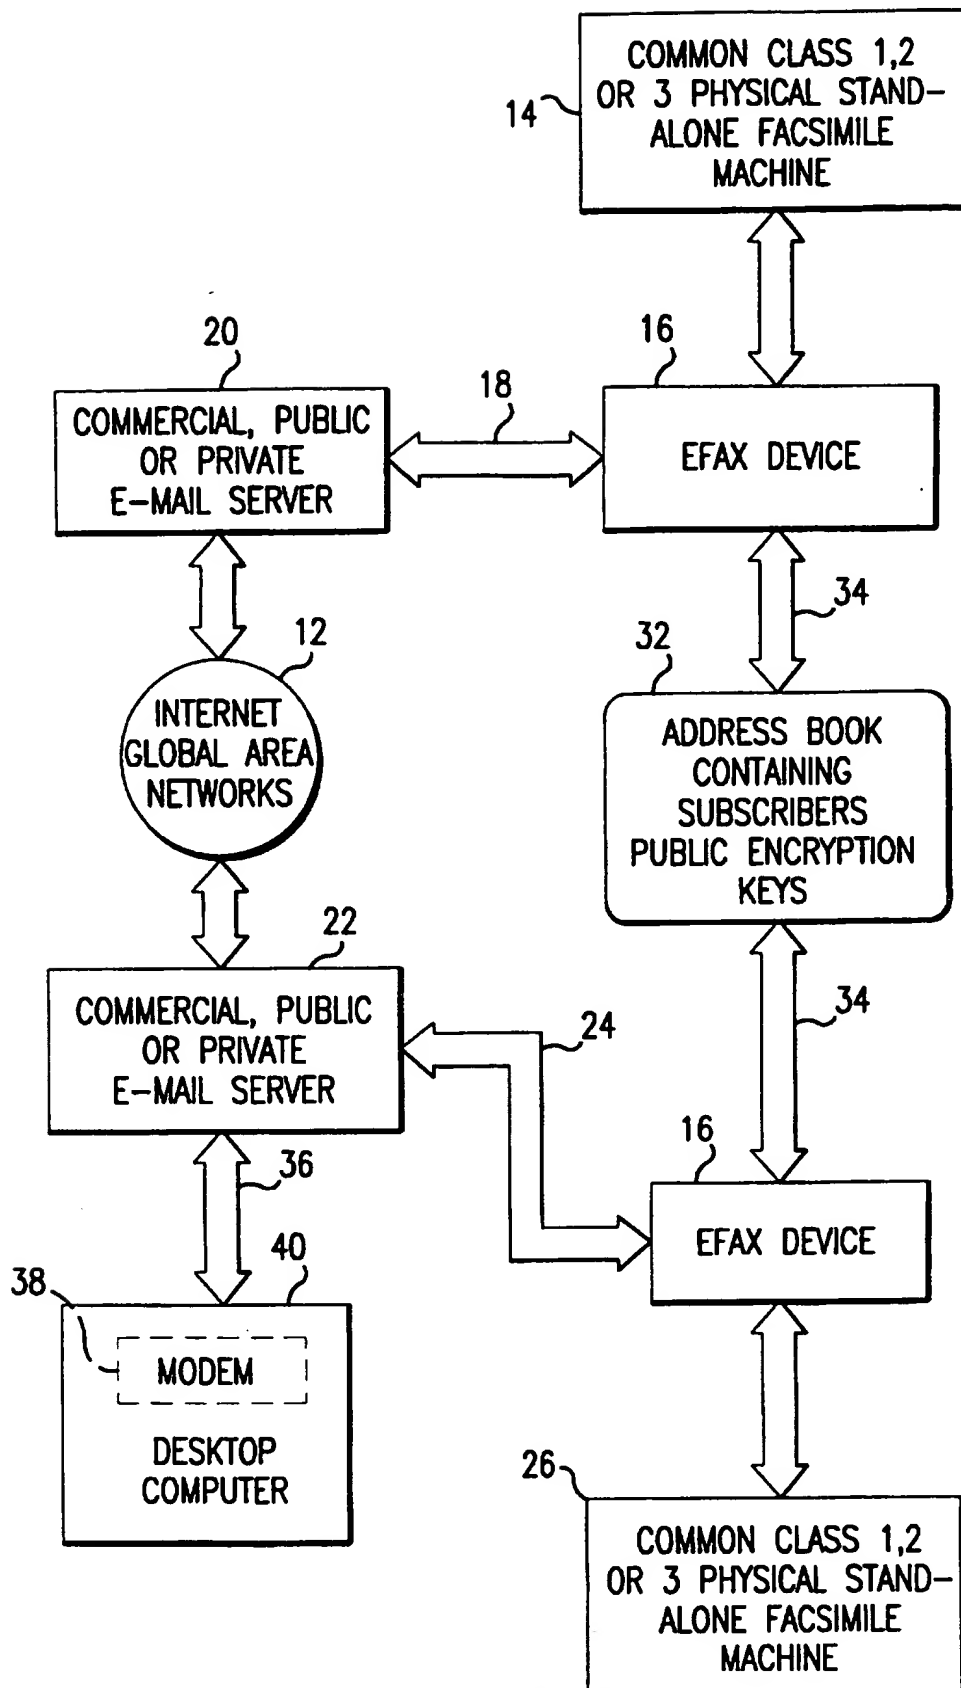 COMMON CLASS 1,2
OR 3 PHYSICAL STAND-
ALONE FACSIMILE
MACHINE
14
20
16
18
COMMERCIAL, PUBLIC
OR PRIVATE
E-MAIL SERVER
EFAX DEVICE
34
12
32
INTERNET
GLOBAL AREA
NETWORKS
ADDRESS BOOK
CONTAINING
SUBSCRIBERS
PUBLIC ENCRYPTION
KEYS
22
COMMERCIAL, PUBLIC
OR PRIVATE
E-MAIL SERVER
24
34
16
36
EFAX DEVICE
40
38
MODEM
DESKTOP
COMPUTER
26
COMMON CLASS 1,2
OR 3 PHYSICAL STAND-
ALONE FACSIMILE
MACHINE